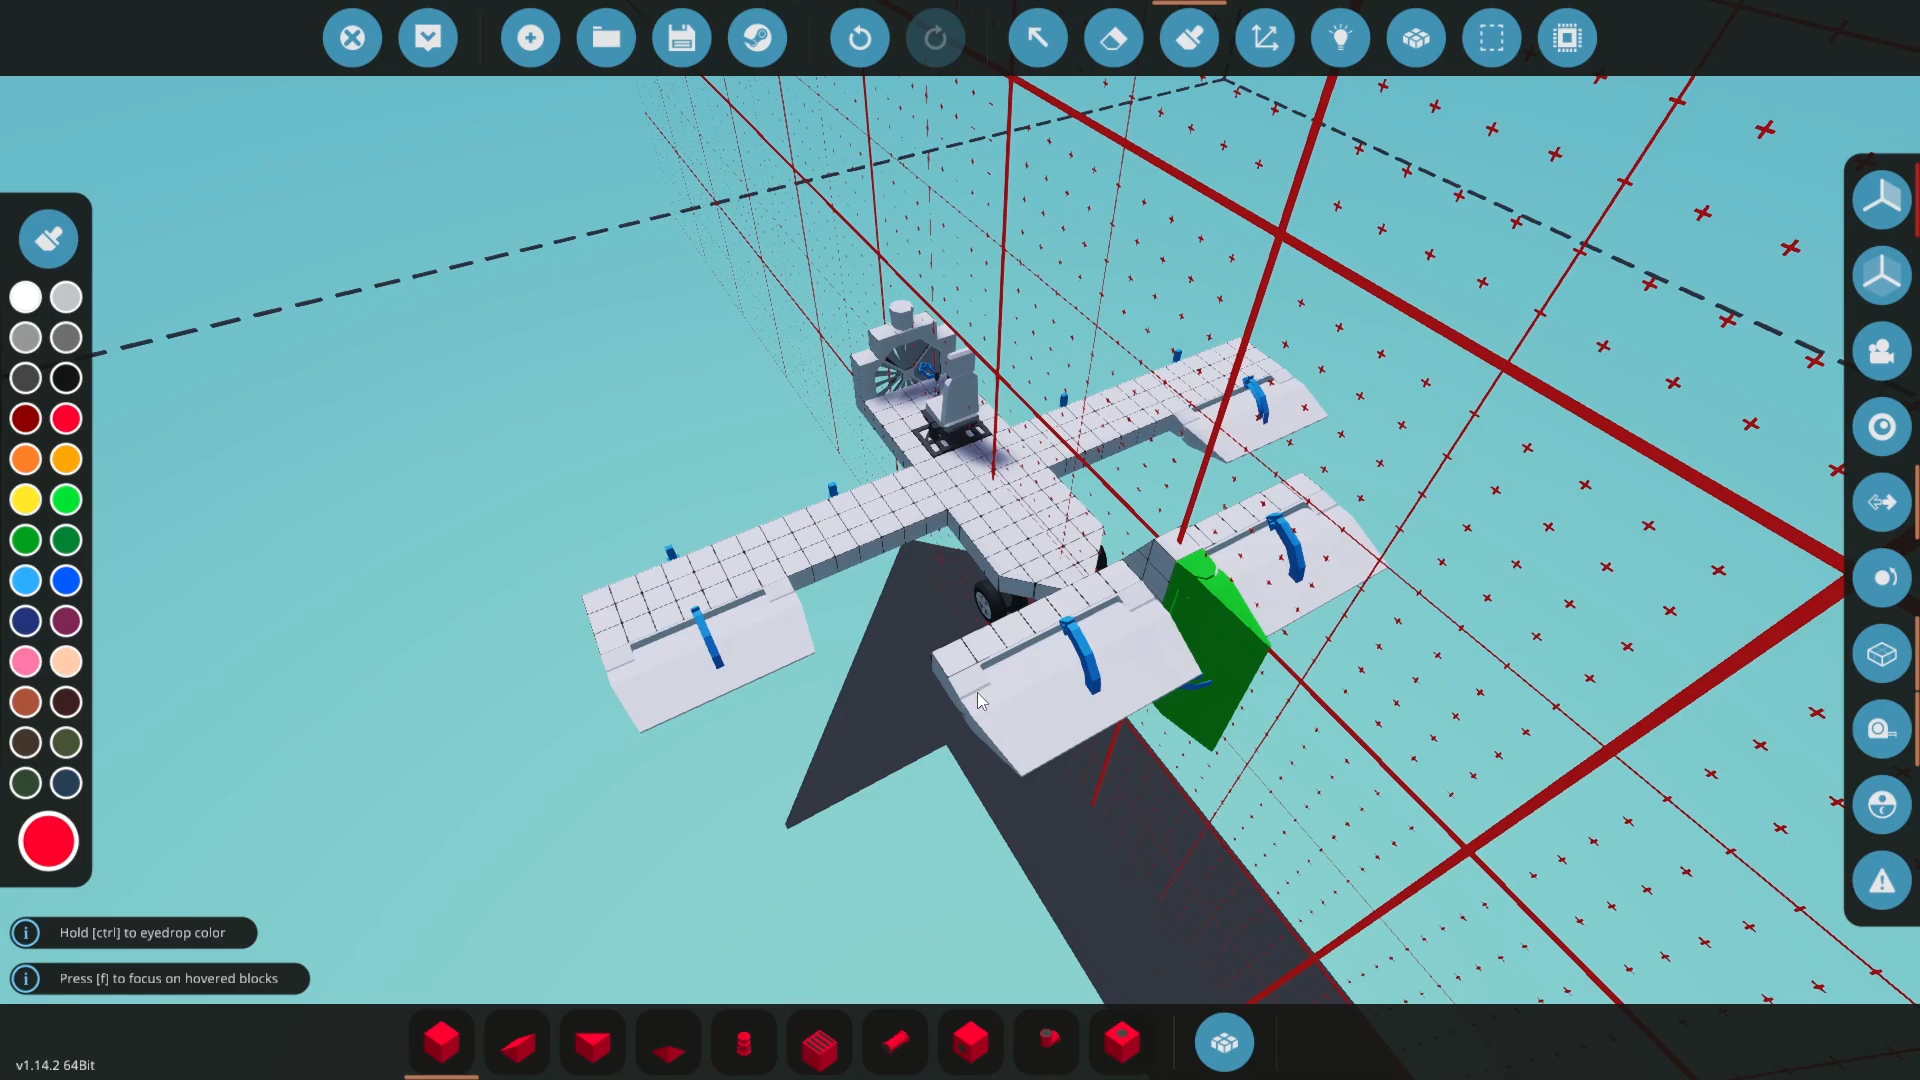 Hold [ctrl] to eyedrop color
Press [f] to focus on hovered blocks
v1.14.2 64Bit